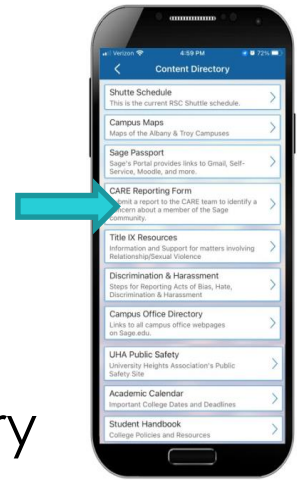 Verizon 4:59 PM 72%
Content Directory
Shutte Schedule
This is the current RSC Shuttle schedule.
Campus Maps
Maps of the Albany & Troy Campuses
Sage Passport
Sage's Portal provides links to Gmail, Self-
Service, Moodle, and more.
CARE Reporting Form
bmit a report to the CARE team to identify a
ncern about a member of the Sage
community.
Title IX Resources
Information and Support for matters involving
Relationship/Sexual Violence
Discrimination & Harassment
Steps for Reporting Acts of Bias, Hate,
Discrimination & Harassment
Campus Office Directory
Links to all campus office webpages
on Sage.edu.
UHA Public Safety
University Heights Association's Public
Safety Site
Academic Calendar
Important College Dates and Deadlines
Student Handbook
College Policies and Resources
ry